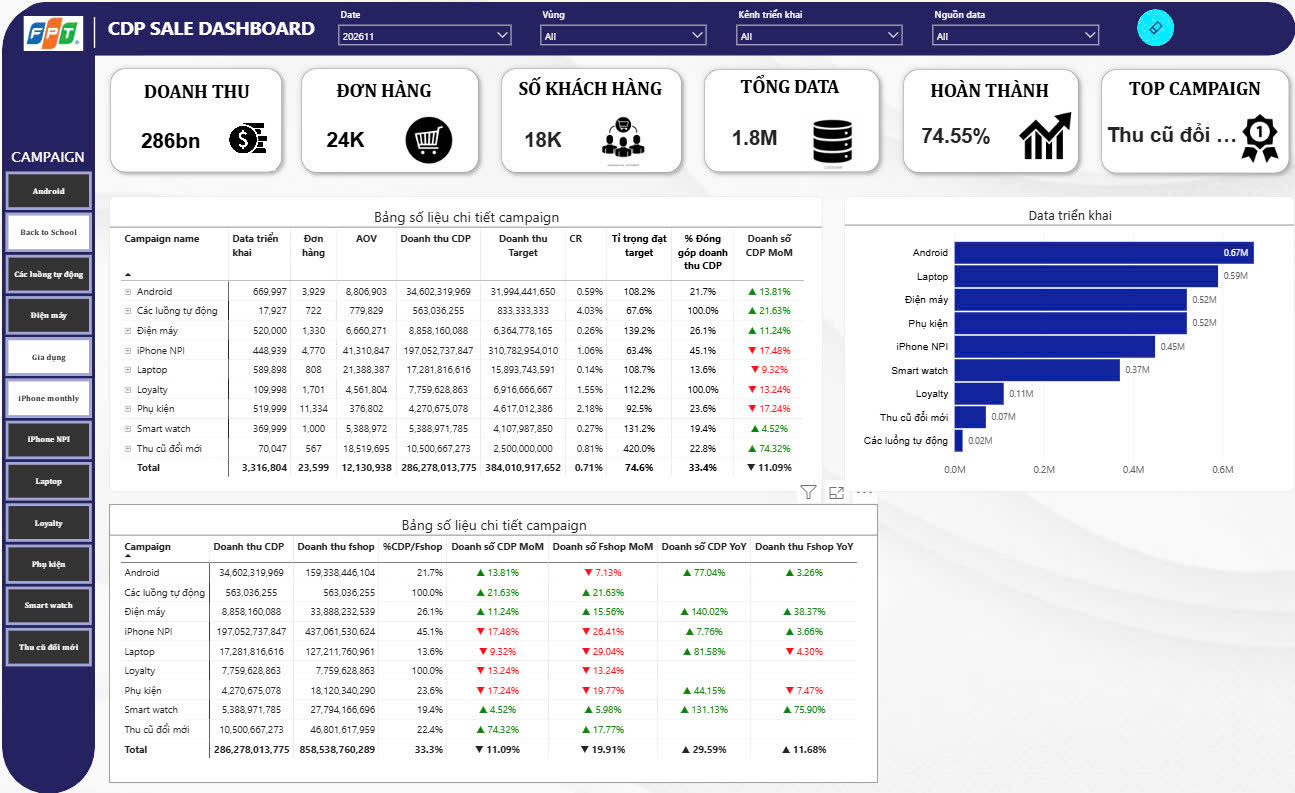 FPT
CDP SALE DASHBOARD
Date
202611
Vùng
All
Kênh triển khai
All
Nguồn data
All
DOANH THU
286bn
ĐƠN HÀNG
24K
SỐ KHÁCH HÀNG
18K
TỔNG DATA
1.8M
HOÀN THÀNH
74.55%
TOP CAMPAIGN
Thu cũ đổi ...
1
CAMPAIGN
Android
Back to School
Các luồng tự động
Điện máy
Gia dụng
iPhone monthly
iPhone NPI
Laptop
Loyalty
Phụ kiện
Smart watch
Thu cũ đổi mới
Bảng số liệu chi tiết campaign
Campaign name Data triển khai Đơn hàng AOV Doanh thu CDP Doanh thu Target CR Tỉ trọng đạt target % Đóng góp doanh thu CDP Doanh số CDP MoM
Android 669,997 3,929 8,806,903 34,602,319,969 31,994,441,650 0.59% 108.2% 21.7% ▲ 13.81%
Các luồng tự động 17,927 722 779,829 563,036,255 833,333,333 4.03% 67.6% 100.0% ▲ 21.63%
Điện máy 520,000 1,330 6,660,271 8,858,160,088 6,364,778,165 0.26% 139.2% 26.1% ▲ 11.24%
iPhone NPI 448,939 4,770 41,310,847 197,052,737,847 310,782,954,010 1.06% 63.4% 45.1% ▼ 17.48%
Laptop 589,898 808 21,388,387 17,281,816,616 15,893,743,591 0.14% 108.7% 13.6% ▼ 9.32%
Loyalty 109,998 1,701 4,561,804 7,759,628,863 6,916,666,667 1.55% 112.2% 100.0% ▼ 13.24%
Phụ kiện 519,999 11,334 376,802 4,270,675,078 4,617,012,386 2.18% 92.5% 23.6% ▼ 17.24%
Smart watch 369,999 1,000 5,388,972 5,388,971,785 4,107,987,850 0.27% 131.2% 19.4% ▲ 4.52%
Thu cũ đổi mới 70,047 567 18,519,695 10,500,667,273 2,500,000,000 0.81% 420.0% 22.8% ▲ 74.32%
Total 3,316,804 23,599 12,130,938 286,278,013,775 384,010,917,652 0.71% 74.6% 33.4% ▼ 11.09%
Data triển khai
Android 0.67M
Laptop 0.59M
Điện máy 0.52M
Phụ kiện 0.52M
iPhone NPI 0.45M
Smart watch 0.37M
Loyalty 0.11M
Thu cũ đổi mới 0.07M
Các luồng tự động 0.02M
0.0M 0.2M 0.4M 0.6M
Bảng số liệu chi tiết campaign
Campaign Doanh thu CDP Doanh thu fshop %CDP/Fshop Doanh số CDP MoM Doanh số Fshop MoM Doanh số CDP YoY Doanh thu Fshop YoY
Android 34,602,319,969 159,338,446,104 21.7% ▲ 13.81% ▼ 7.13% ▲ 77.04% ▲ 3.26%
Các luồng tự động 563,036,255 563,036,255 100.0% ▲ 21.63% ▲ 21.63%
Điện máy 8,858,160,088 33,888,232,539 26.1% ▲ 11.24% ▲ 15.56% ▲ 140.02% ▲ 38.37%
iPhone NPI 197,052,737,847 437,061,530,624 45.1% ▼ 17.48% ▼ 26.41% ▲ 7.76% ▲ 3.66%
Laptop 17,281,816,616 127,211,760,961 13.6% ▼ 9.32% ▼ 29.04% ▲ 81.58% ▼ 4.30%
Loyalty 7,759,628,863 7,759,628,863 100.0% ▼ 13.24% ▼ 13.24%
Phụ kiện 4,270,675,078 18,120,340,290 23.6% ▼ 17.24% ▼ 19.77% ▲ 44.15% ▼ 7.47%
Smart watch 5,388,971,785 27,794,166,696 19.4% ▲ 4.52% ▲ 5.98% ▲ 131.13% ▲ 75.90%
Thu cũ đổi mới 10,500,667,273 46,801,617,959 22.4% ▲ 74.32% ▲ 17.77%
Total 286,278,013,775 858,538,760,289 33.3% ▼ 11.09% ▼ 19.91% ▲ 29.59% ▲ 11.68%